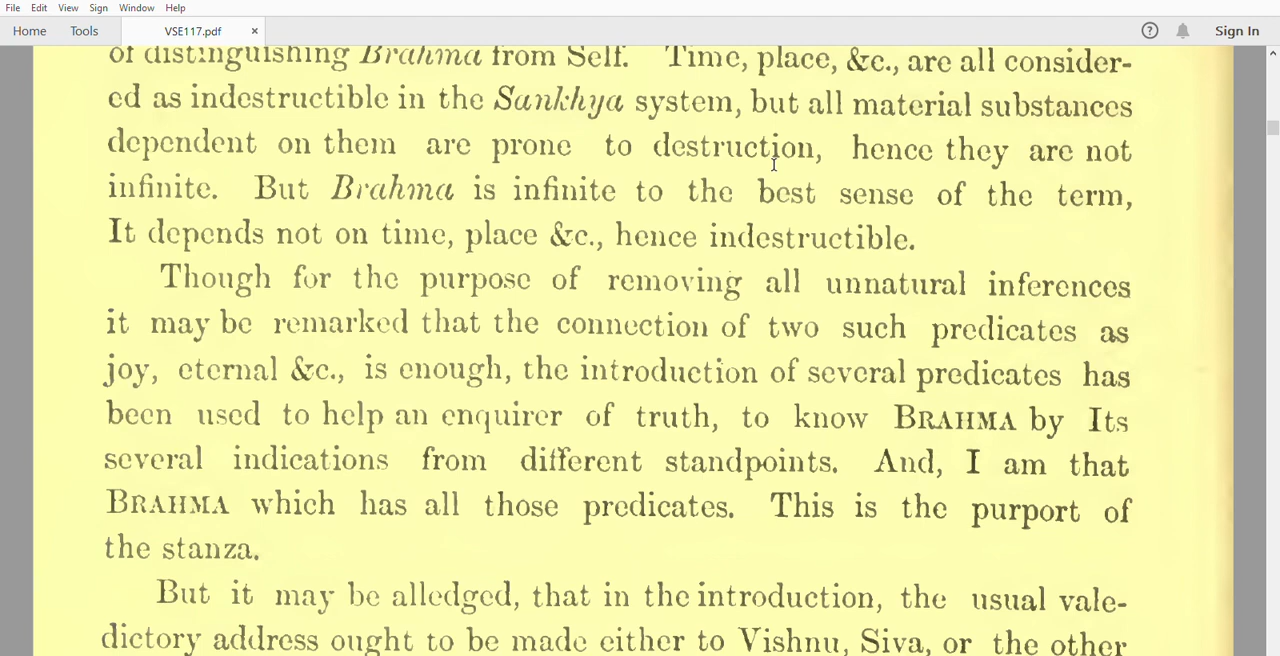 File Edit View Sign Window Help
Home Tools VSE117.pdf × ? Sign In
of distinguishing Brahma from Self. Time, place, &c., are all consider-
ed as indestructible in the Sankhya system, but all material substances
dependent on them are prone to destruction, hence they are not
infinite. But Brahma is infinite to the best sense of the term,
It depends not on time, place &c., hence indestructible.
Though for the purpose of removing all unnatural inferences
it may be remarked that the connection of two such predicates as
joy, eternal &c., is enough, the introduction of several predicates has
been used to help an enquirer of truth, to know BRAHMA by Its
several indications from different standpoints. And, I am that
BRAHMA which has all those predicates. This is the purport of
the stanza.
But it may be alledged, that in the introduction, the usual vale-
dictory address ought to be made either to Vishnu, Siva, or the other